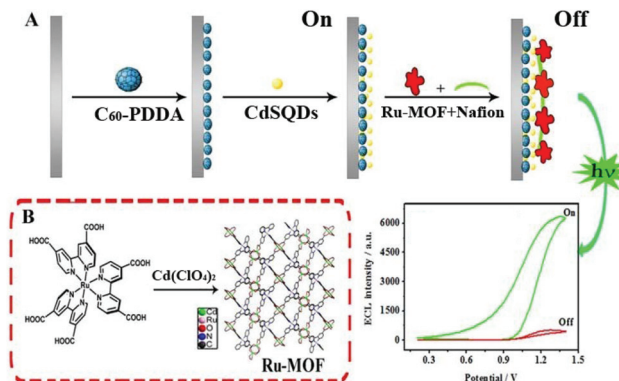 A
On
Off
C60-PDDA
CdSQDs
+
Ru-MOF+Nafion
hν
B
COOH
HOOC
COOH
N
N
N
Ru
N
N
N
HOOC
COOH
HOOC
COOH
Cd(ClO4)2
Cd
Ru
O
N
C
Ru-MOF
ECL intensity / a.u.
6000
4500
3000
1500
0
On
Off
0.3 0.6 0.9 1.2 1.5
Potential / V